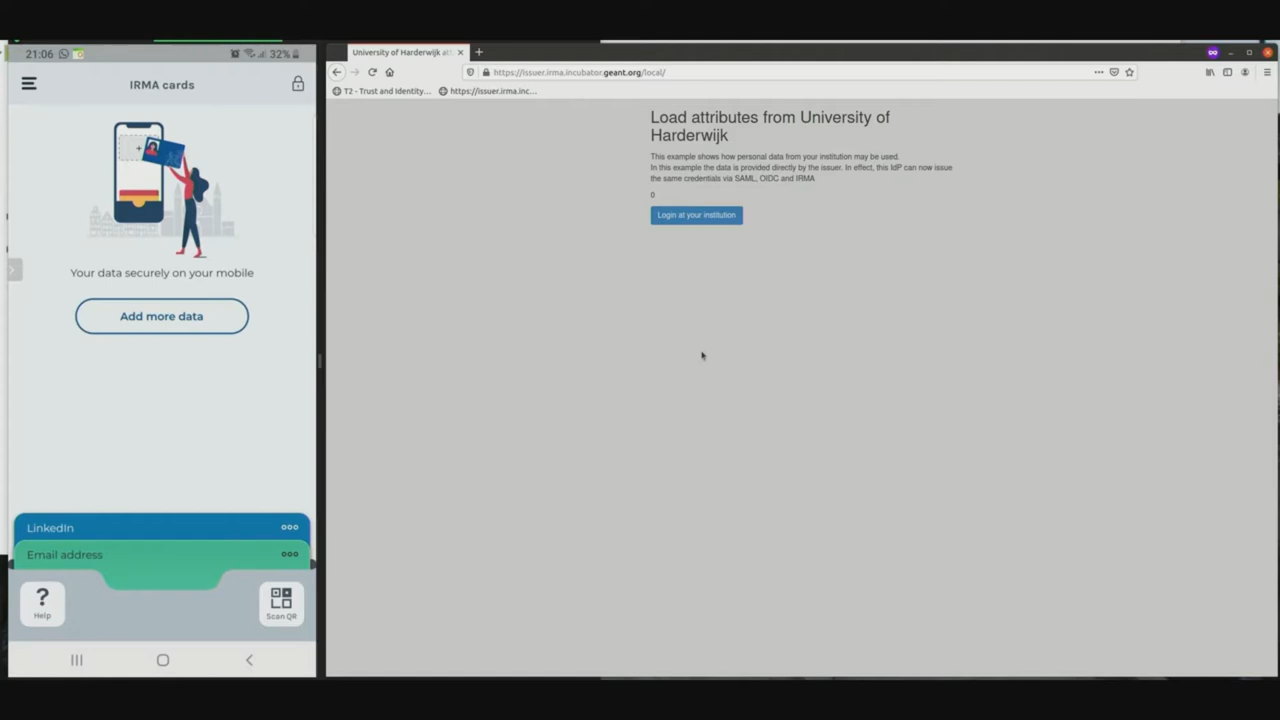 21:06
32%
IRMA cards
Your data securely on your mobile
Add more data
LinkedIn
Email address
?
Help
Scan QR
University of Harderwijk att
https://issuer.irma.incubator.geant.org/local/
T2 - Trust and Identity...
https://issuer.irma.inc...
Load attributes from University of
Harderwijk
This example shows how personal data from your institution may be used.
In this example the data is provided directly by the issuer. In effect, this IdP can now issue
the same credentials via SAML, OIDC and IRMA
0
Login at your institution